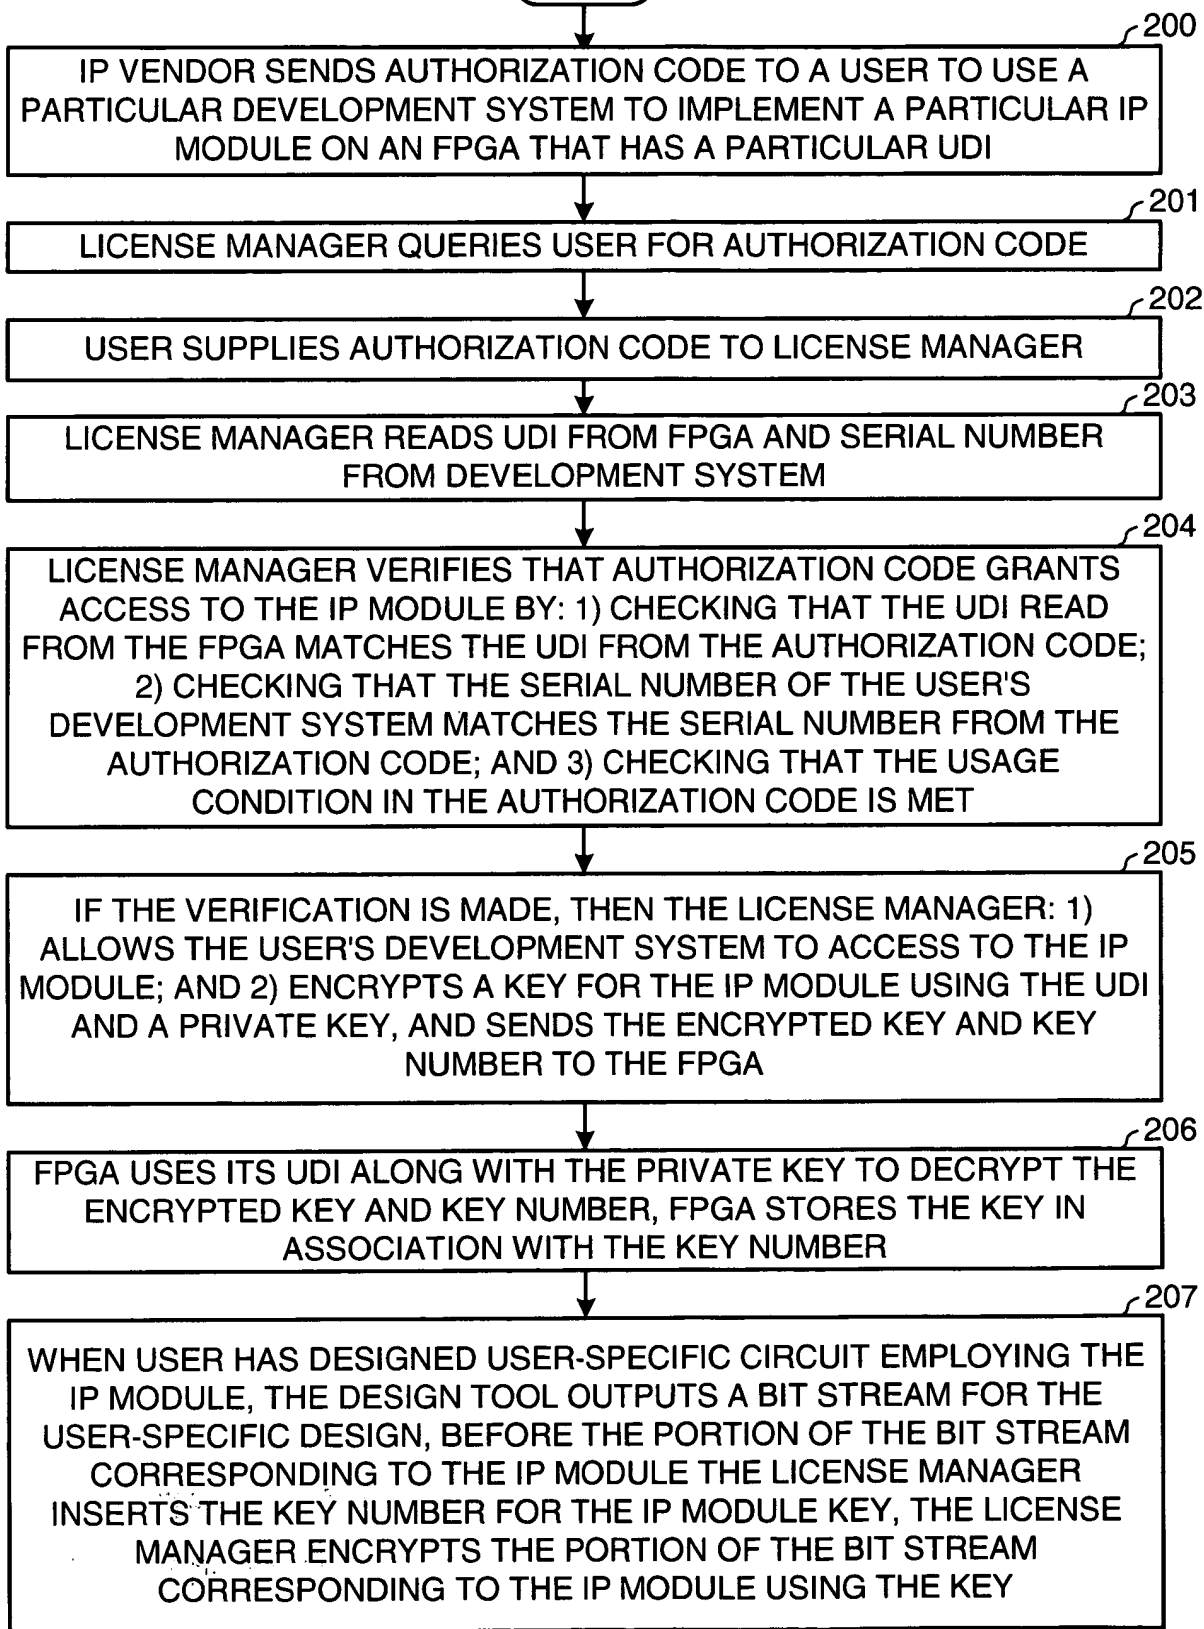 200
IP VENDOR SENDS AUTHORIZATION CODE TO A USER TO USE A
PARTICULAR DEVELOPMENT SYSTEM TO IMPLEMENT A PARTICULAR IP
MODULE ON AN FPGA THAT HAS A PARTICULAR UDI
201
LICENSE MANAGER QUERIES USER FOR AUTHORIZATION CODE
202
USER SUPPLIES AUTHORIZATION CODE TO LICENSE MANAGER
203
LICENSE MANAGER READS UDI FROM FPGA AND SERIAL NUMBER
FROM DEVELOPMENT SYSTEM
204
LICENSE MANAGER VERIFIES THAT AUTHORIZATION CODE GRANTS
ACCESS TO THE IP MODULE BY: 1) CHECKING THAT THE UDI READ
FROM THE FPGA MATCHES THE UDI FROM THE AUTHORIZATION CODE;
2) CHECKING THAT THE SERIAL NUMBER OF THE USER'S
DEVELOPMENT SYSTEM MATCHES THE SERIAL NUMBER FROM THE
AUTHORIZATION CODE; AND 3) CHECKING THAT THE USAGE
CONDITION IN THE AUTHORIZATION CODE IS MET
205
IF THE VERIFICATION IS MADE, THEN THE LICENSE MANAGER: 1)
ALLOWS THE USER'S DEVELOPMENT SYSTEM TO ACCESS TO THE IP
MODULE; AND 2) ENCRYPTS A KEY FOR THE IP MODULE USING THE UDI
AND A PRIVATE KEY, AND SENDS THE ENCRYPTED KEY AND KEY
NUMBER TO THE FPGA
206
FPGA USES ITS UDI ALONG WITH THE PRIVATE KEY TO DECRYPT THE
ENCRYPTED KEY AND KEY NUMBER, FPGA STORES THE KEY IN
ASSOCIATION WITH THE KEY NUMBER
207
WHEN USER HAS DESIGNED USER-SPECIFIC CIRCUIT EMPLOYING THE
IP MODULE, THE DESIGN TOOL OUTPUTS A BIT STREAM FOR THE
USER-SPECIFIC DESIGN, BEFORE THE PORTION OF THE BIT STREAM
CORRESPONDING TO THE IP MODULE THE LICENSE MANAGER
INSERTS THE KEY NUMBER FOR THE IP MODULE KEY, THE LICENSE
MANAGER ENCRYPTS THE PORTION OF THE BIT STREAM
CORRESPONDING TO THE IP MODULE USING THE KEY